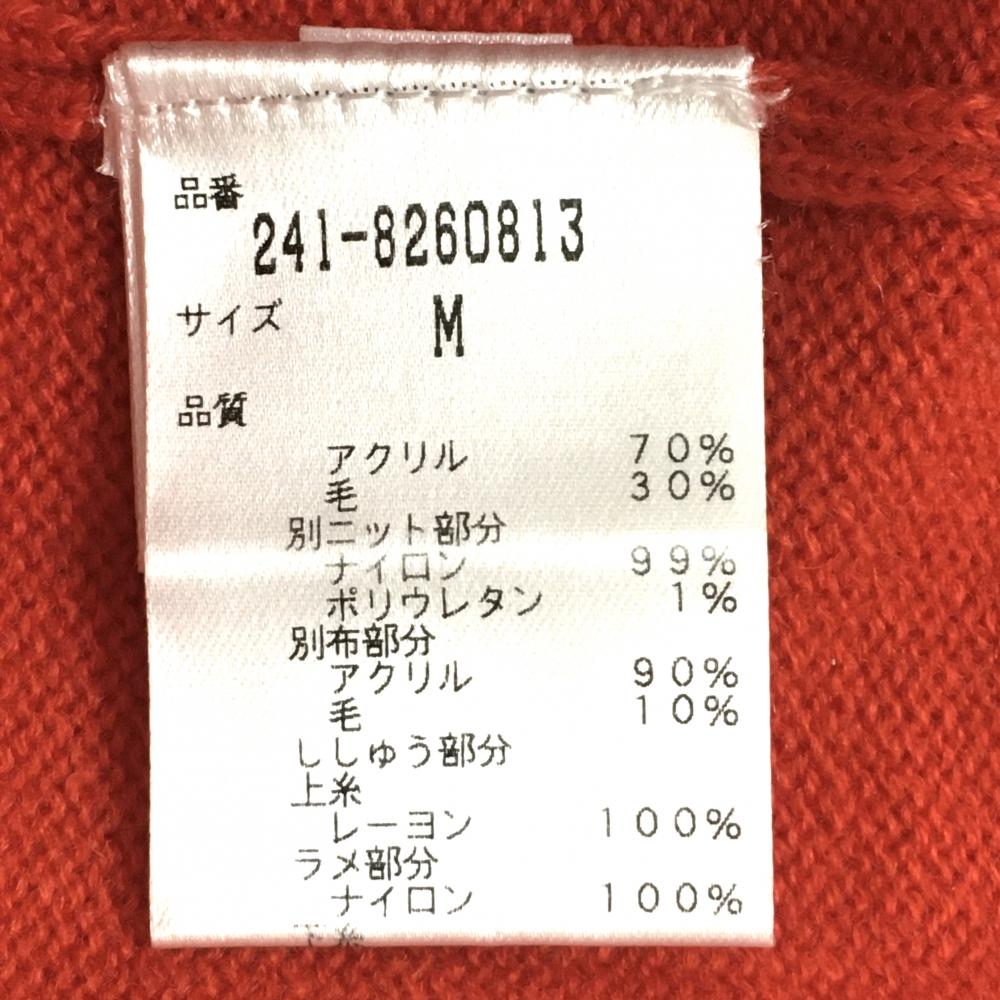 品番
241-8260813
サイズ M
品質
アクリル 70%
毛 30%
別ニット部分
ナイロン 99%
ポリウレタン 1%
別布部分
アクリル 90%
毛 10%
ししゅう部分
上糸
レーヨン 100%
ラメ部分
ナイロン 100%
下糸